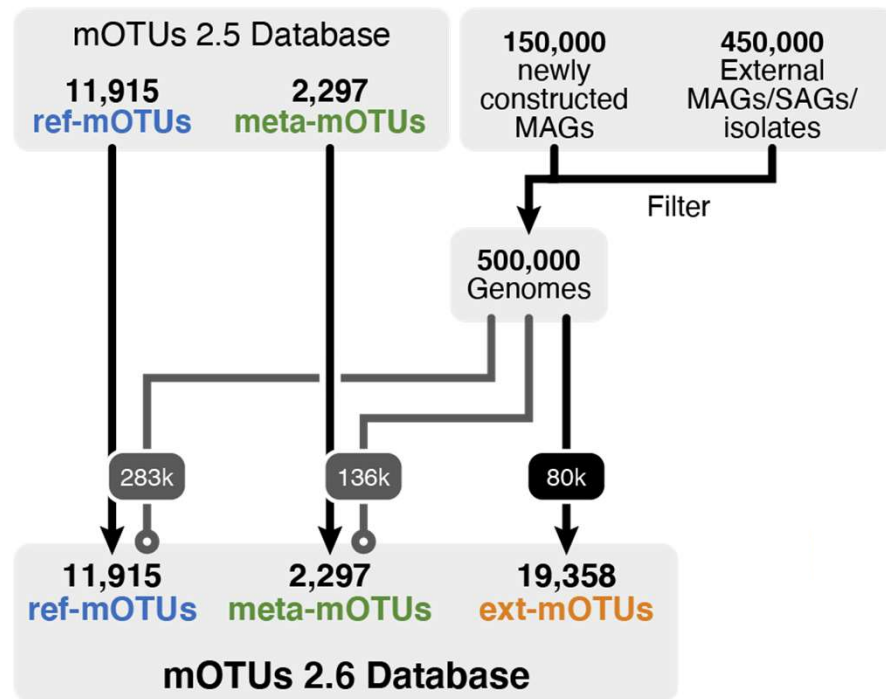 mOTUs 2.5 Database
11,915
ref-mOTUs
2,297
meta-mOTUs
150,000
newly
constructed
MAGs
450,000
External
MAGs/SAGs/
isolates
Filter
500,000
Genomes
283k
136k
80k
11,915
ref-mOTUs
2,297
meta-mOTUs
19,358
ext-mOTUs
mOTUs 2.6 Database